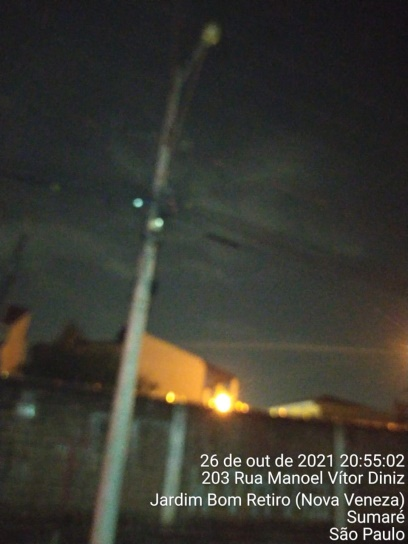 26 de out de 2021 20:55:02
203 Rua Manoel Vítor Diniz
Jardim Bom Retiro (Nova Veneza)
Sumaré
São Paulo